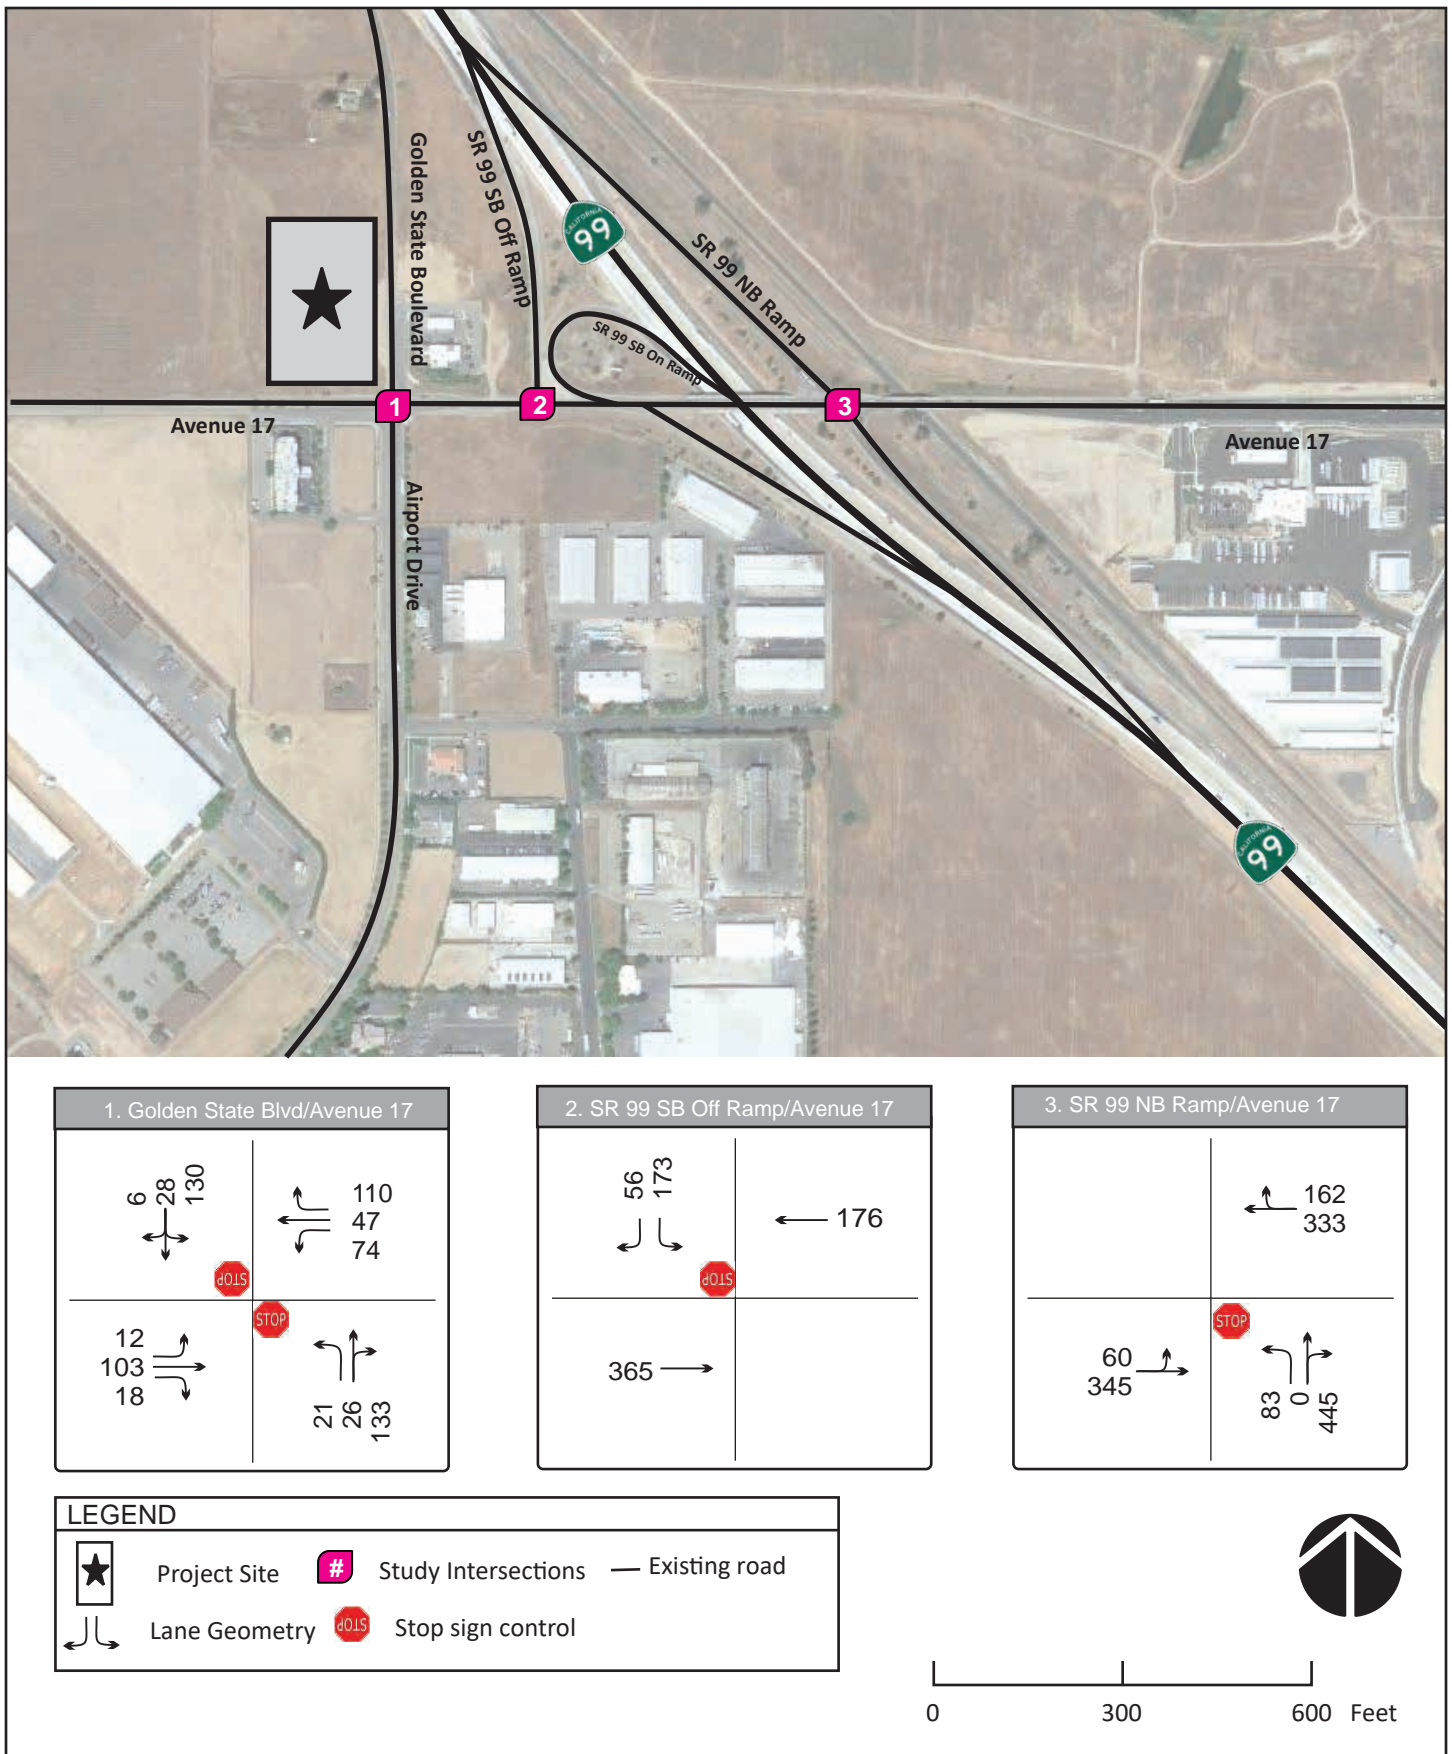 Golden State Boulevard
SR 99 SB Off Ramp
CALIFORNIA
99
SR 99 NB Ramp
SR 99 SB On Ramp
1
2
3
Avenue 17
Avenue 17
Airport Drive
CALIFORNIA
99
1. Golden State Blvd/Avenue 17
6
28
130
110
47
74
STOP
STOP
12
103
18
21
26
133
2. SR 99 SB Off Ramp/Avenue 17
56
173
176
STOP
365
3. SR 99 NB Ramp/Avenue 17
162
333
STOP
60
345
83
0
445
LEGEND
Project Site
#
Study Intersections
Existing road
Lane Geometry
STOP
Stop sign control
0
300
600 Feet